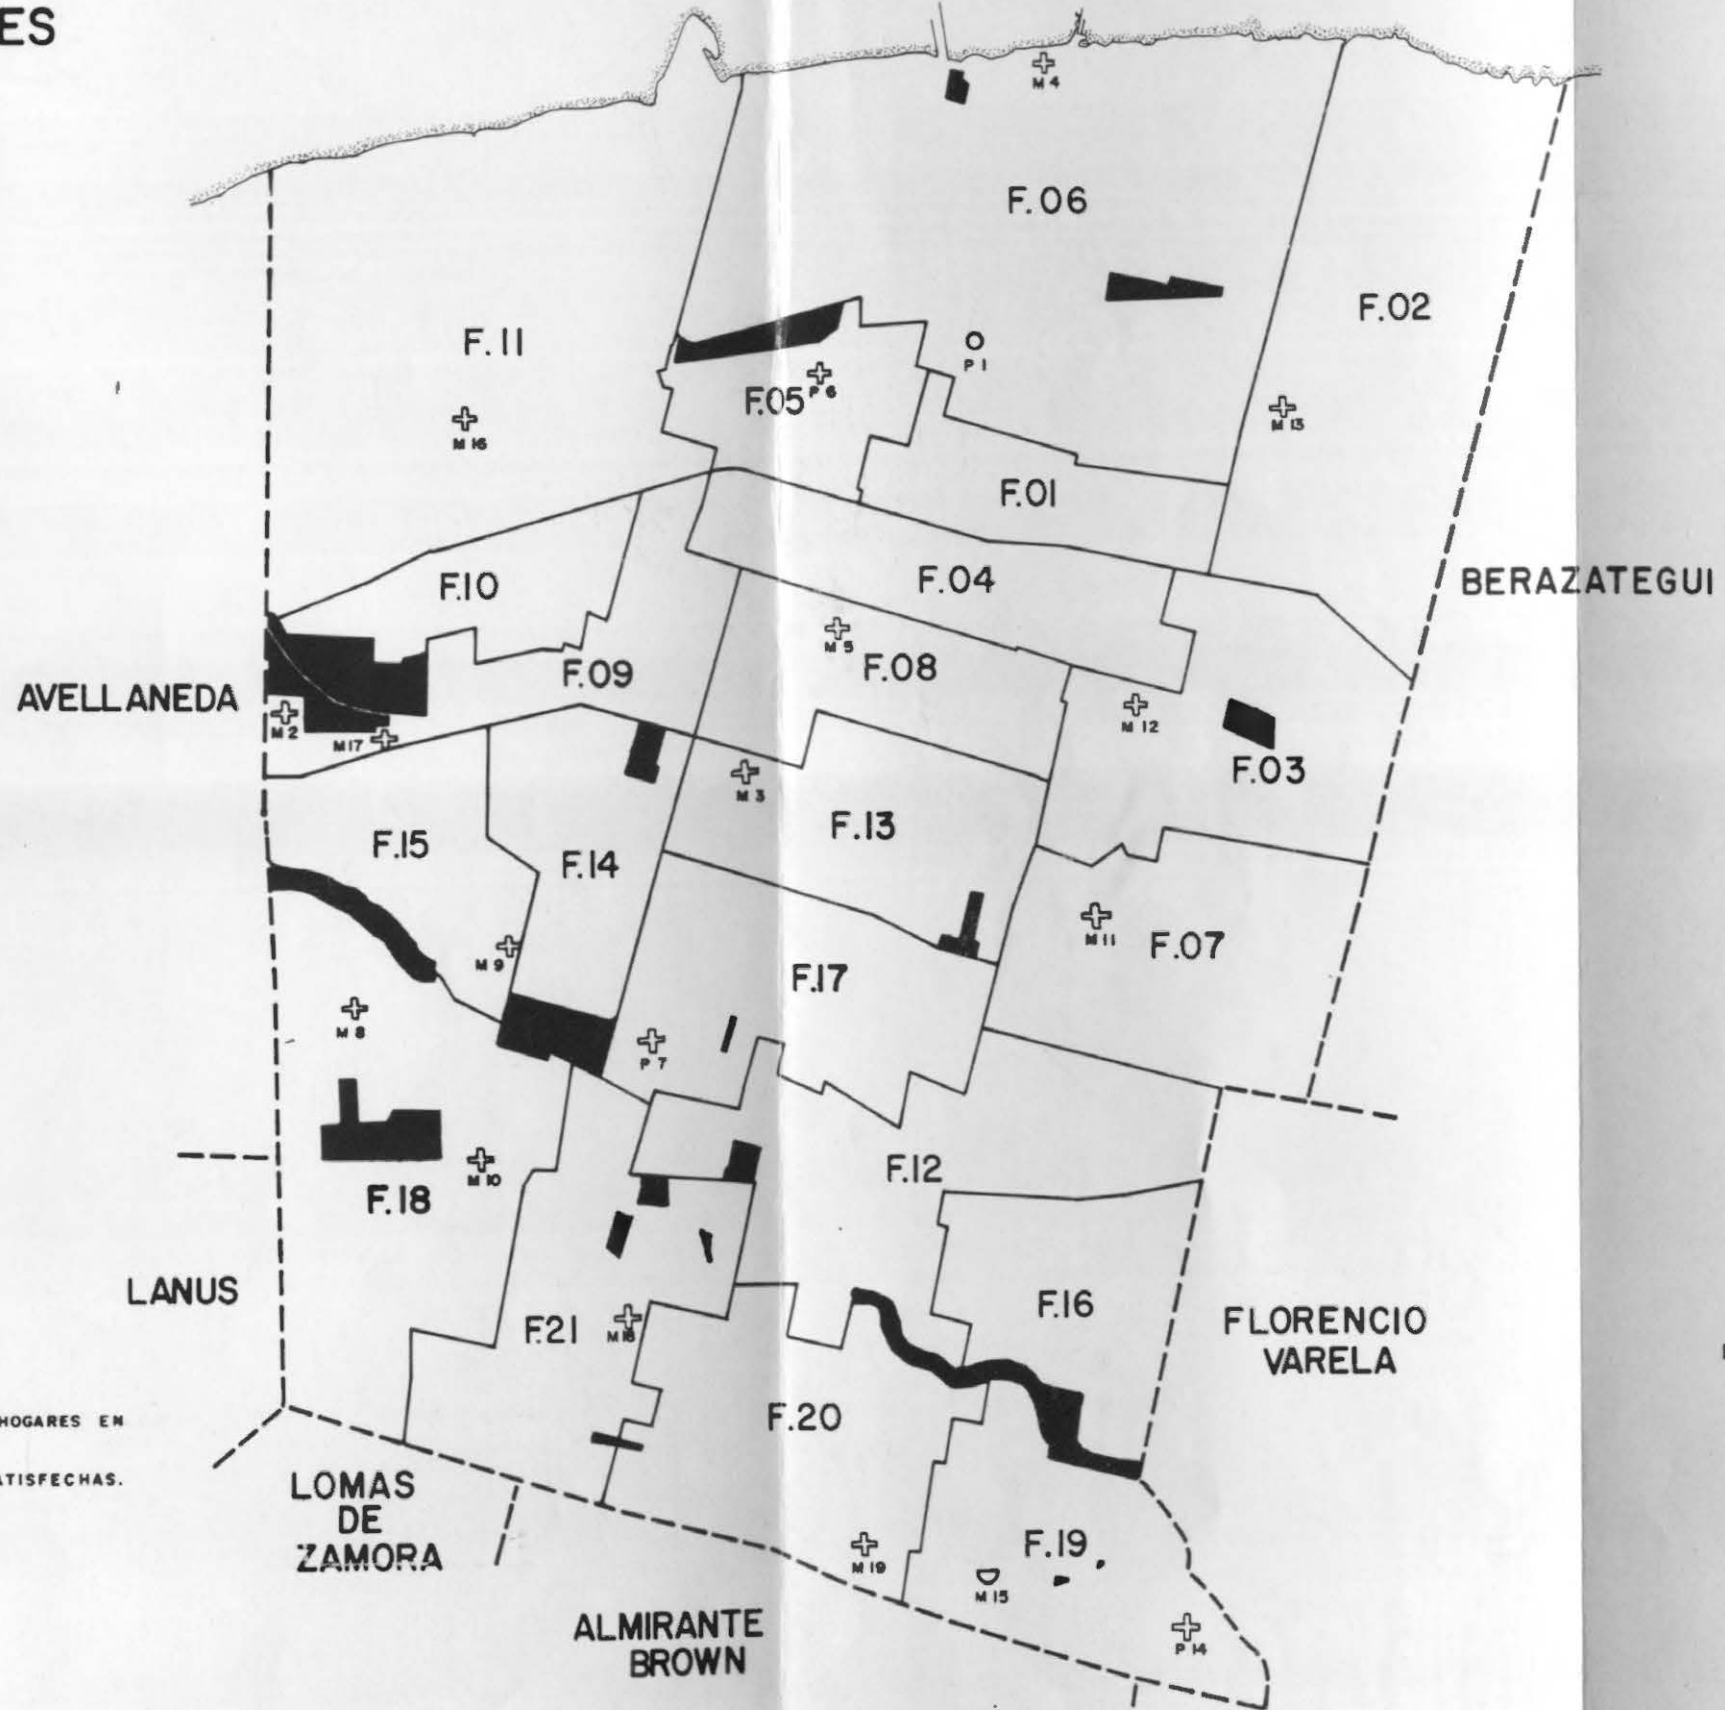 ES
M 4
F.06
F.02
F.11
P 1
F.05
P 6
M 13
M 16
F.01
F.10
F.04
BERAZATEGUI
M 5
F.08
F.09
AVELLANEDA
M 2
M 17
M 12
F.03
M 3
F.13
F.15
F.14
M 11
F.07
M 9
F.17
M 8
P 7
F.12
M 10
F.18
LANUS
F.16
F.21
M 18
FLORENCIO
VARELA
HOGARES EN
F.20
ATISFECHAS.
LOMAS
DE
ZAMORA
F.19
M 19
M 15
P 14
ALMIRANTE
BROWN